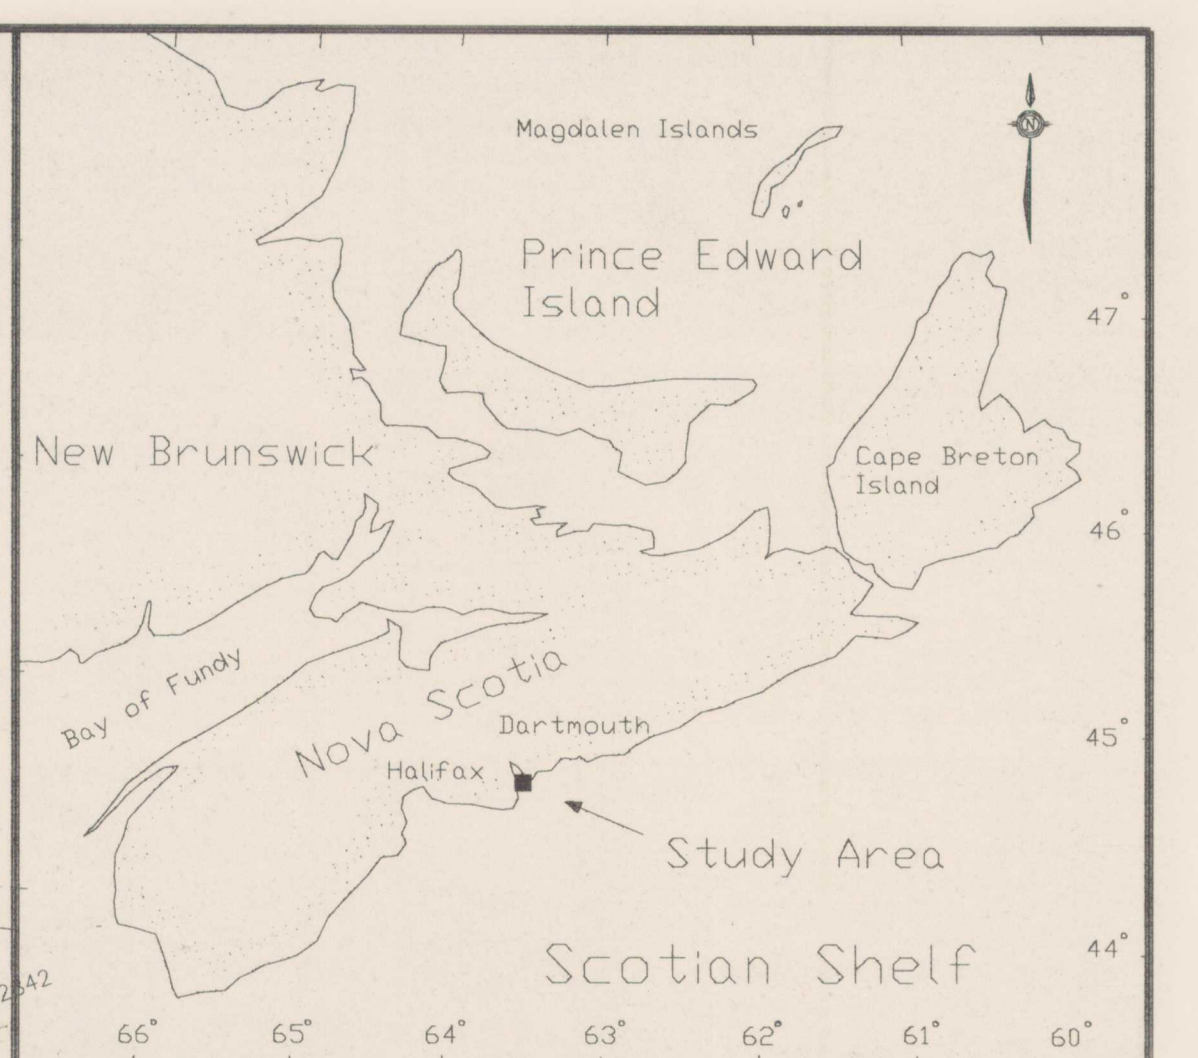 Magdalen Islands
N
Prince Edward
Island
47°
New Brunswick
Cape Breton
Island
46°
Bay of Fundy
Nova Scotia
Dartmouth
45°
Halifax
Study Area
Scotian Shelf
44°
66° 65° 64° 63° 62° 61° 60°